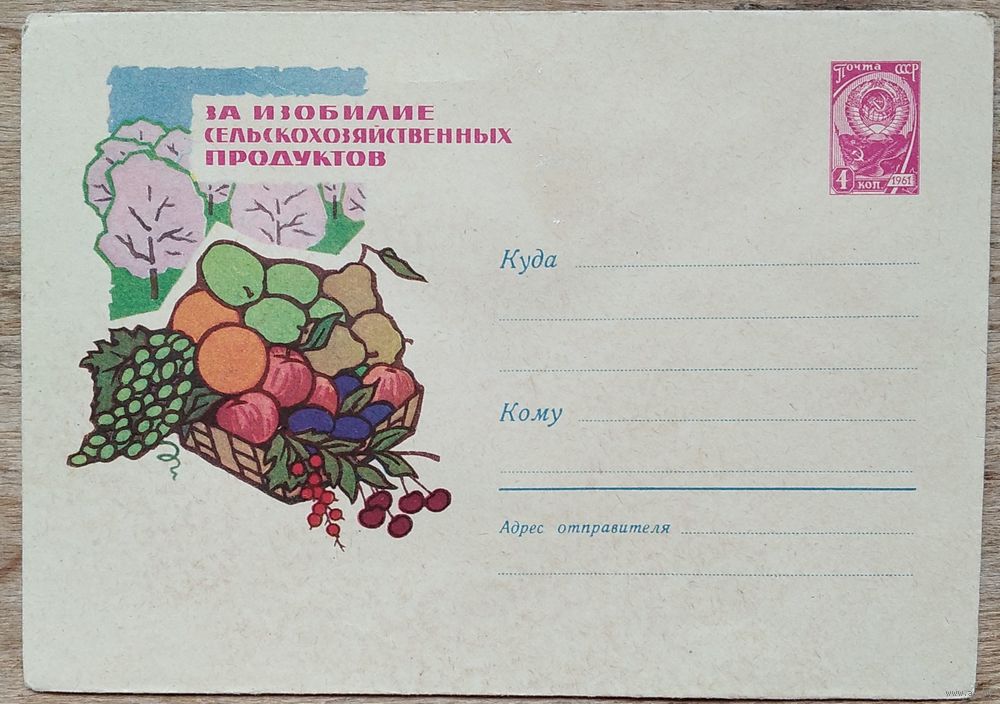 ЗА ИЗОБИЛИЕ
СЕЛЬСКОХОЗЯЙСТВЕННЫХ
ПРОДУКТОВ
Почта СССР
4 коп 1961
Куда
Кому
Адрес отправителя